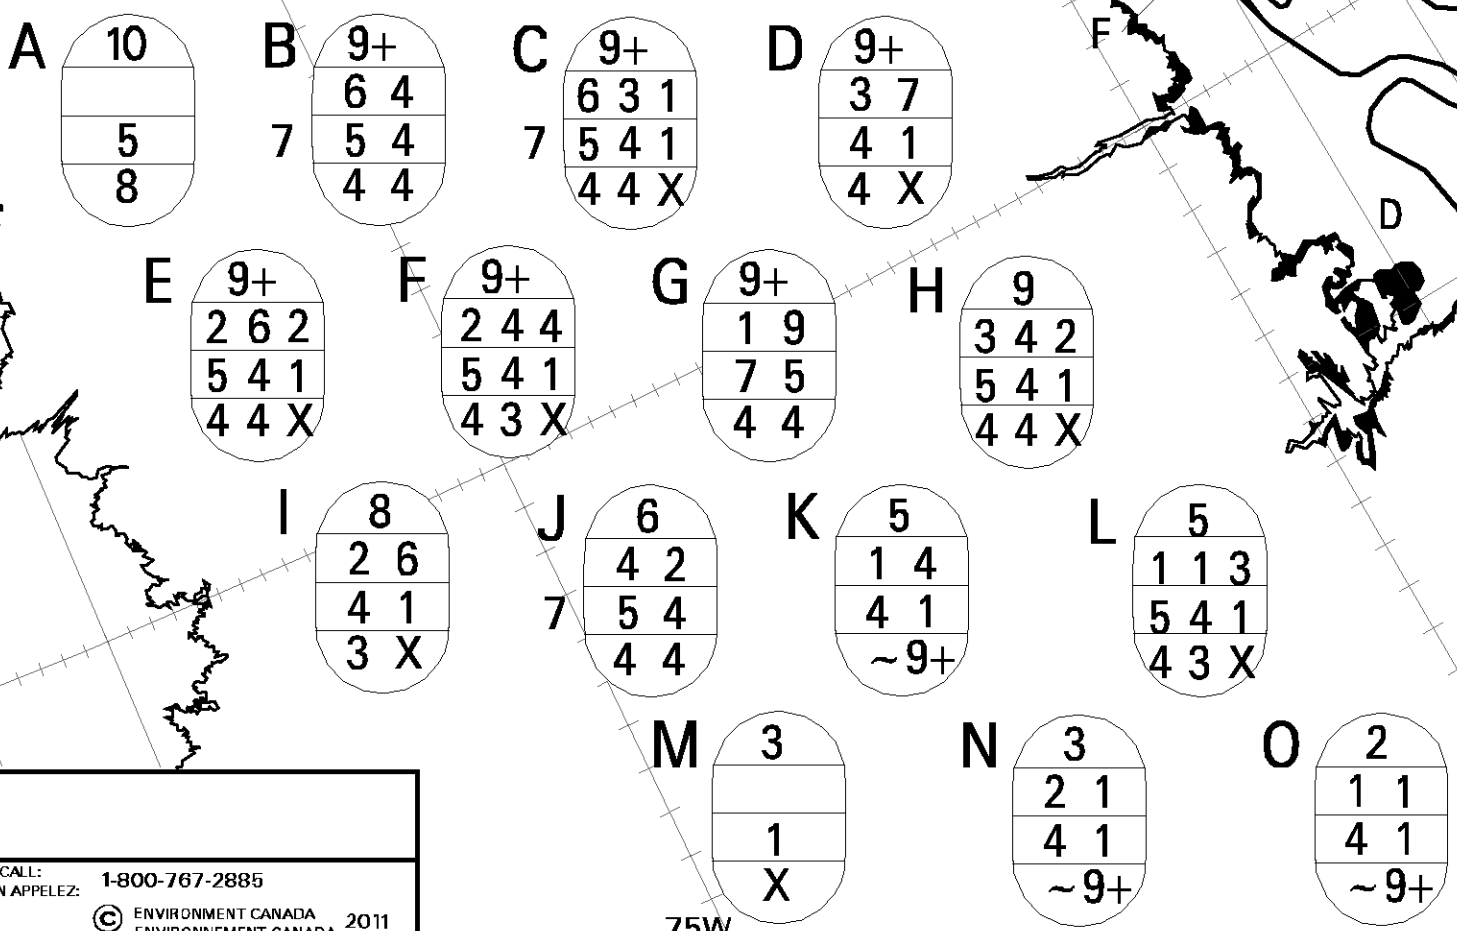 F
A
10
5
8
B
9+
6 4
7
5 4
4 4
C
9+
6 3 1
7
5 4 1
4 4 X
D
9+
3 7
4 1
4 X
D
E
9+
2 6 2
5 4 1
4 4 X
F
9+
2 4 4
5 4 1
4 3 X
G
9+
1 9
7 5
4 4
H
9
3 4 2
5 4 1
4 4 X
I
8
2 6
4 1
3 X
J
6
4 2
7
5 4
4 4
K
5
1 4
4 1
~9+
L
5
1 1 3
5 4 1
4 3 X
M
3
1
X
N
3
2 1
4 1
~9+
O
2
1 1
4 1
~9+
CALL:
N APPELEZ: 1-800-767-2885
© ENVIRONMENT CANADA 2011
ENVIRONNEMENT CANADA
75W